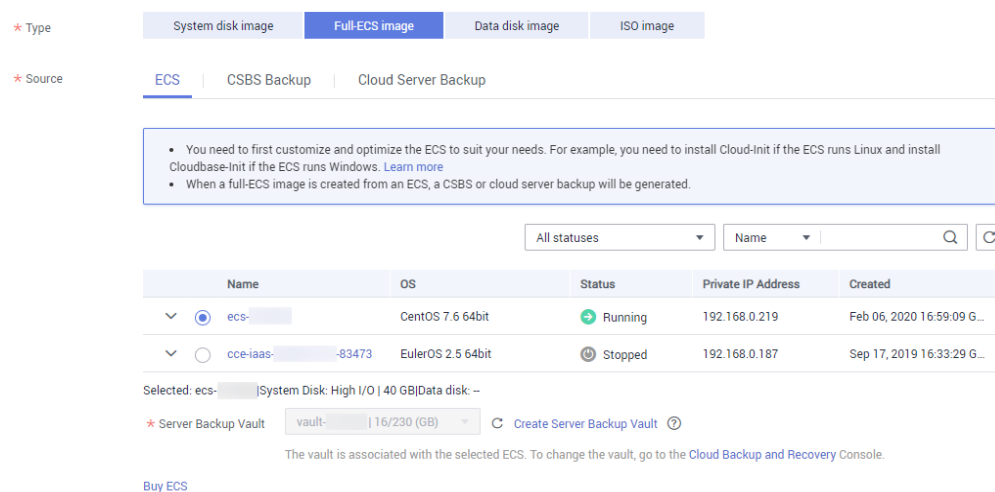 * Type System disk image Full-ECS image Data disk image ISO image
* Source ECS CSBS Backup Cloud Server Backup
• You need to first customize and optimize the ECS to suit your needs. For example, you need to install Cloud-Init if the ECS runs Linux and install
Cloudbase-Init if the ECS runs Windows. Learn more
• When a full-ECS image is created from an ECS, a CSBS or cloud server backup will be generated.
All statuses Name
Name OS Status Private IP Address Created
ecs- CentOS 7.6 64bit Running 192.168.0.219 Feb 06, 2020 16:59:09 G...
cce-iaas- -83473 EulerOS 2.5 64bit Stopped 192.168.0.187 Sep 17, 2019 16:33:29 G...
Selected: ecs- |System Disk: High I/O | 40 GB|Data disk: --
* Server Backup Vault vault- | 16/230 (GB) Create Server Backup Vault ?
The vault is associated with the selected ECS. To change the vault, go to the Cloud Backup and Recovery Console.
Buy ECS